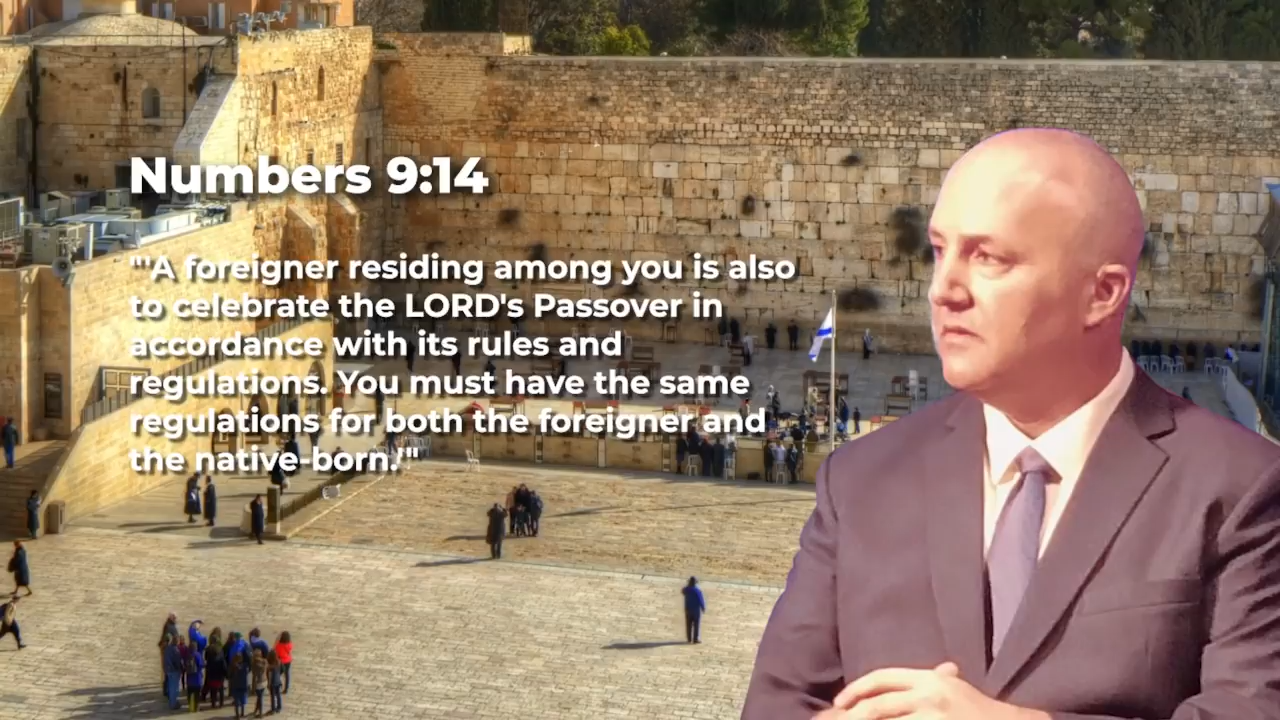 Numbers 9:14
"'A foreigner residing among you is also
to celebrate the LORD's Passover in
accordance with its rules and
regulations. You must have the same
regulations for both the foreigner and
the native-born.'"